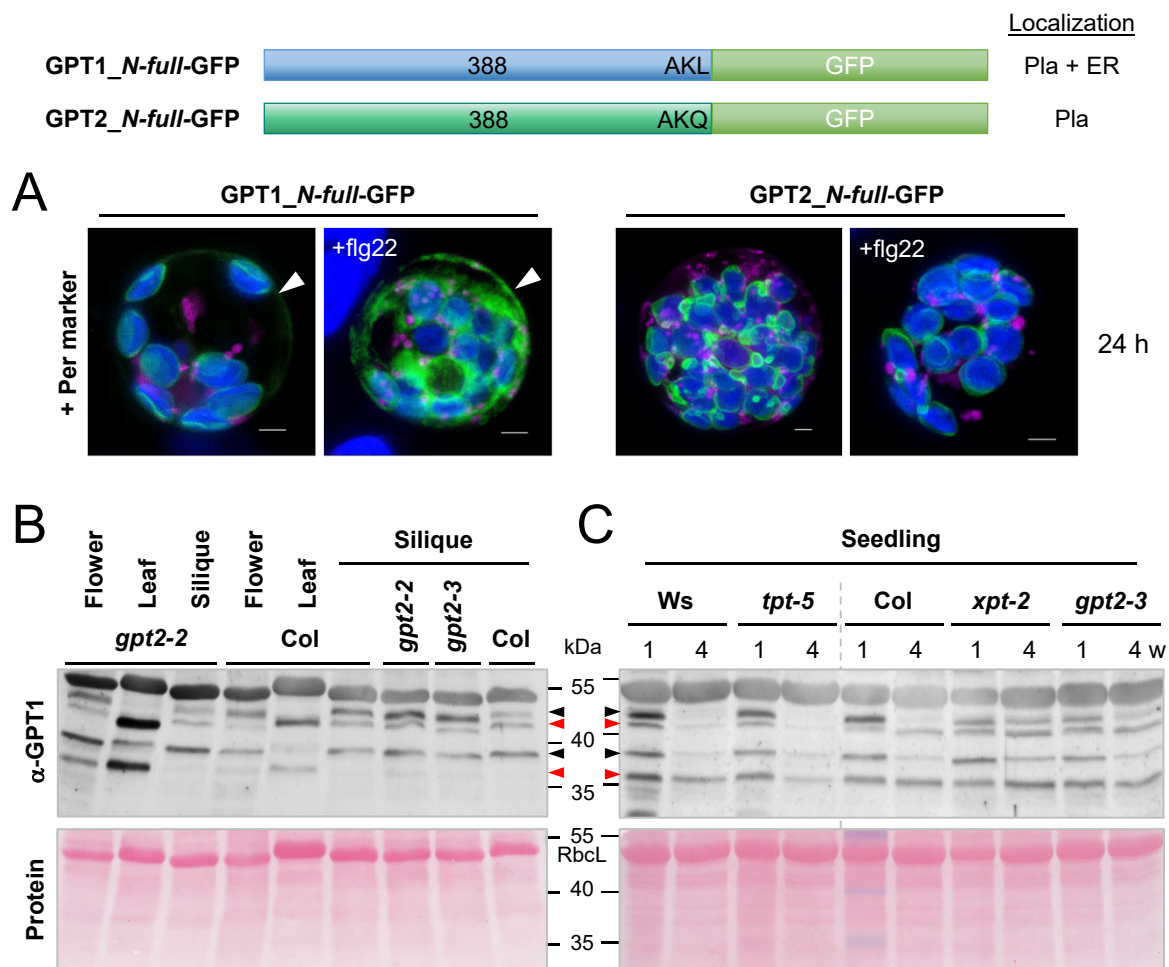 Localization
GPT1_N-full-GFP 388 AKL GFP Pla + ER
GPT2_N-full-GFP 388 AKQ GFP Pla
A
GPT1_N-full-GFP GPT2_N-full-GFP
+ Per marker
+flg22
+flg22
24 h
B
Flower Leaf Silique Flower Leaf
Silique
gpt2-2 gpt2-3
gpt2-2 Col Col
C
Seedling
Ws tpt-5 Col xpt-2 gpt2-3
kDa 1 4 1 4 1 4 1 4 1 4 w
α-GPT1
55
40
35
Protein
55
RbcL
40
35